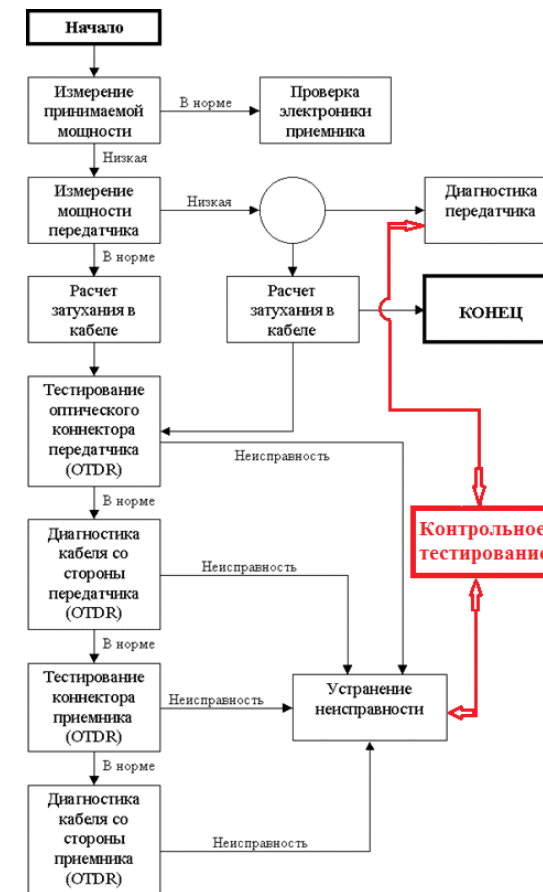 Начало
Измерение
принимаемой
мощности
В норме
Проверка
электроники
приемника
Низкая
Измерение
мощности
передатчика
Низкая
Диагностика
передатчика
В норме
Расчет
затухания в
кабеле
Расчет
затухания в
кабеле
КОНЕЦ
Тестирование
оптического
коннектора
передатчика
(OTDR)
Неисправность
В норме
Контрольное
тестирование
Диагностика
кабеля со
стороны
передатчика
(OTDR)
Неисправность
В норме
Тестирование
коннектора
приемника
(OTDR)
Неисправность
Устранение
неисправности
В норме
Диагностика
кабеля со
стороны
приемника
(OTDR)
Неисправность